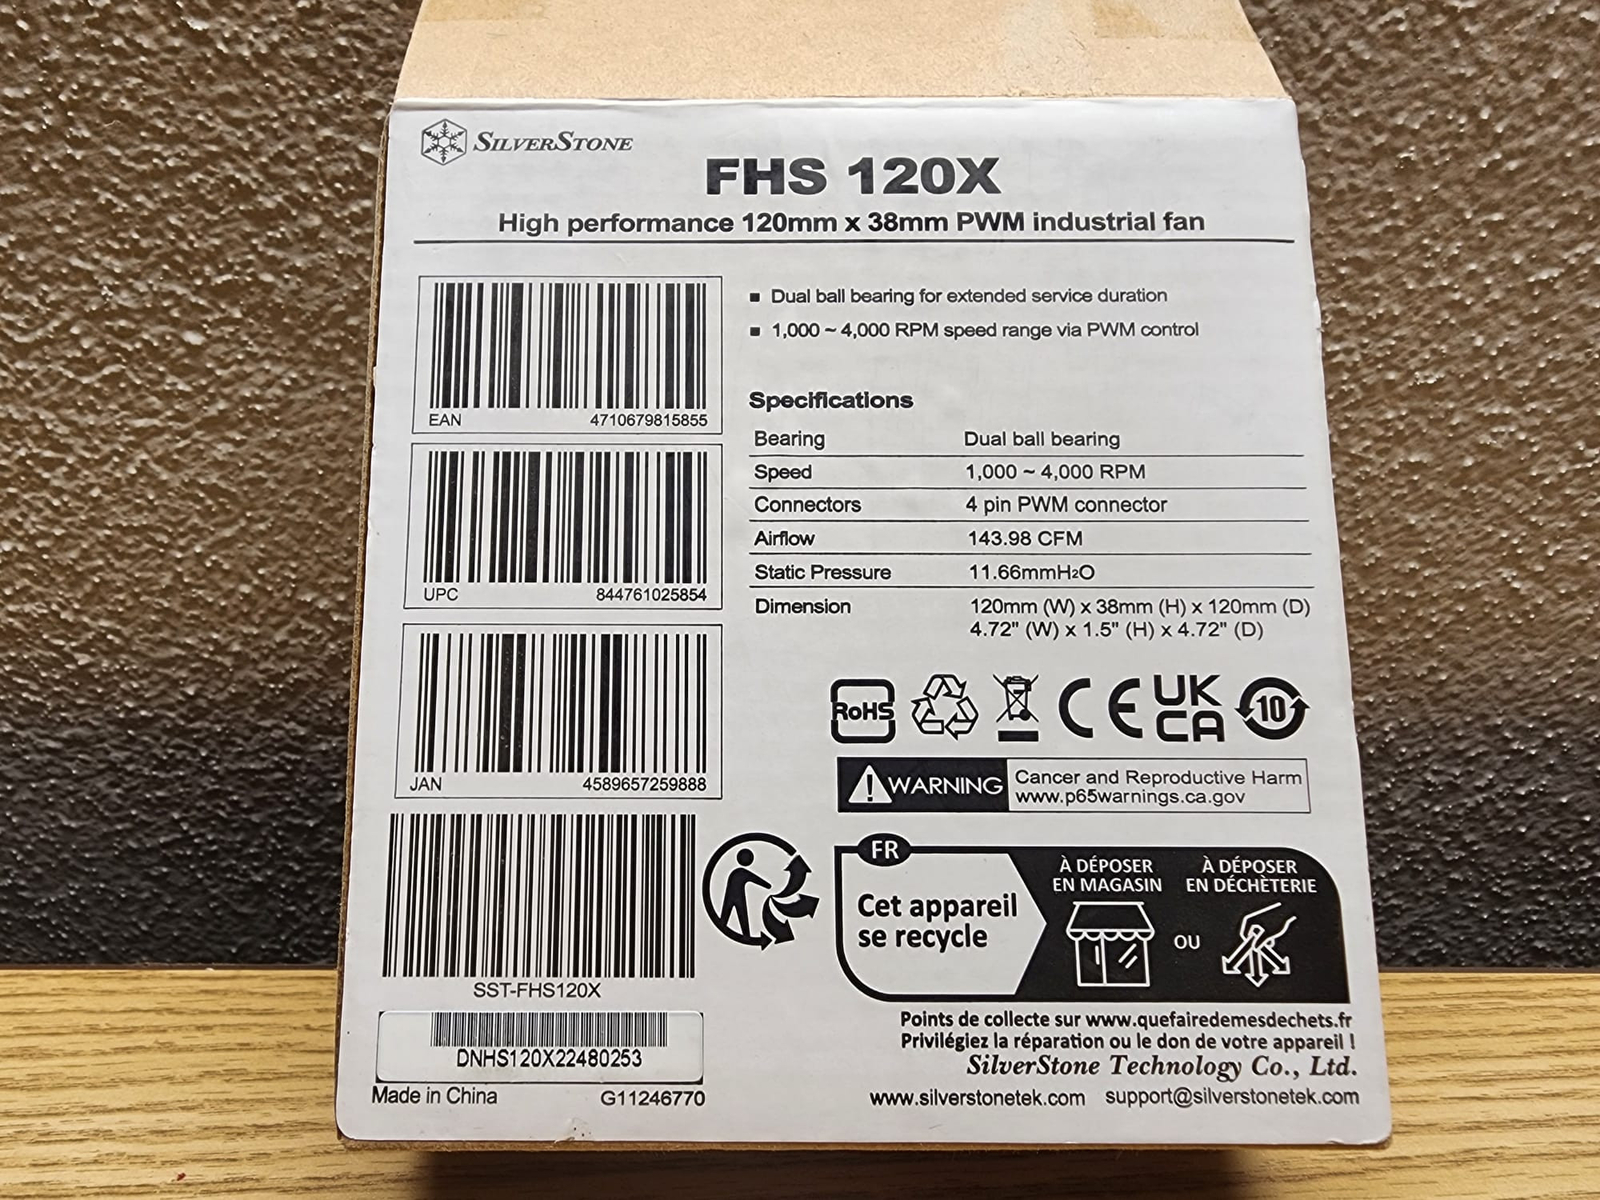 SILVERSTONE
FHS 120X
High performance 120mm x 38mm PWM industrial fan
EAN 4710679815855
UPC 844761025854
JAN 4589657259888
SST-FHS120X
DNHS120X22480253
Made in China G11246770
▪ Dual ball bearing for extended service duration
▪ 1,000 ~ 4,000 RPM speed range via PWM control
Specifications
Bearing Dual ball bearing
Speed 1,000 ~ 4,000 RPM
Connectors 4 pin PWM connector
Airflow 143.98 CFM
Static Pressure 11.66mmH₂O
Dimension 120mm (W) x 38mm (H) x 120mm (D)
4.72" (W) x 1.5" (H) x 4.72" (D)
RoHS CE UK
CA 10
WARNING Cancer and Reproductive Harm
www.p65warnings.ca.gov
FR
Cet appareil
se recycle
À DÉPOSER
EN MAGASIN
OU
À DÉPOSER
EN DÉCHÈTERIE
Points de collecte sur www.quefairedemesdechets.fr
Privilégiez la réparation ou le don de votre appareil !
SilverStone Technology Co., Ltd.
www.silverstonetek.com support@silverstonetek.com